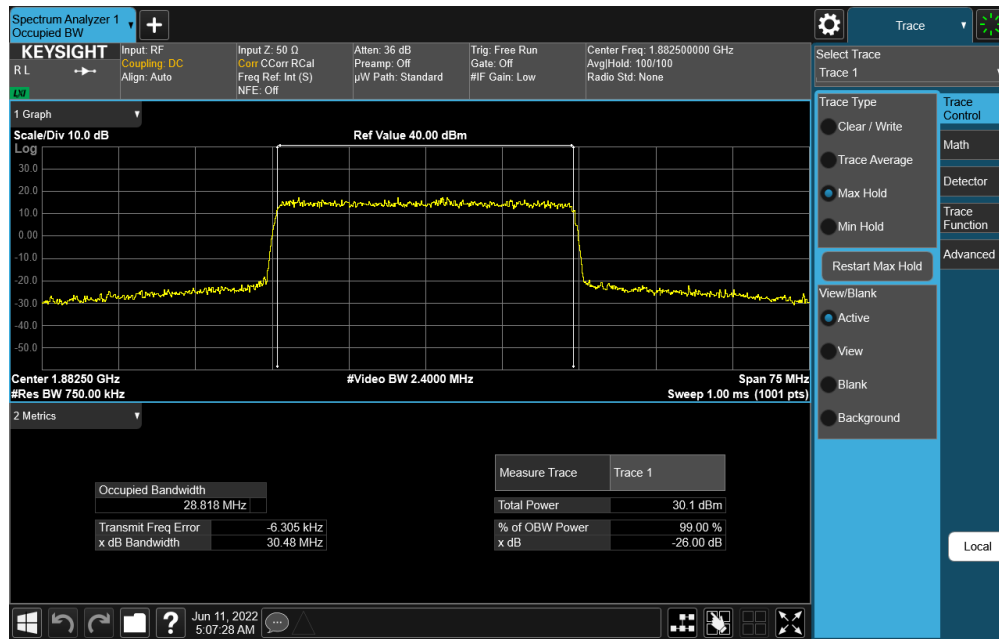 Spectrum Analyzer 1
Occupied BW
Trace
KEYSIGHT
R L
LXI
Input: RF
Coupling: DC
Align: Auto
Input Z: 50 Ω
Corr CCorr RCal
Freq Ref: Int (S)
NFE: Off
Atten: 36 dB
Preamp: Off
µW Path: Standard
Trig: Free Run
Gate: Off
#IF Gain: Low
Center Freq: 1.882500000 GHz
Avg|Hold: 100/100
Radio Std: None
Select Trace
Trace 1
1 Graph
Scale/Div 10.0 dB
Ref Value 40.00 dBm
Log
30.0
20.0
10.0
0.00
-10.0
-20.0
-30.0
-40.0
-50.0
Center 1.88250 GHz
#Video BW 2.4000 MHz
Span 75 MHz
#Res BW 750.00 kHz
Sweep 1.00 ms (1001 pts)
2 Metrics
Occupied Bandwidth
28.818 MHz
Transmit Freq Error -6.305 kHz
x dB Bandwidth 30.48 MHz
Measure Trace Trace 1
Total Power 30.1 dBm
% of OBW Power 99.00 %
x dB -26.00 dB
Trace Type
Clear / Write
Trace Average
Max Hold
Min Hold
Restart Max Hold
View/Blank
Active
View
Blank
Background
Trace
Control
Math
Detector
Trace
Function
Advanced
Local
?
Jun 11, 2022
5:07:28 AM